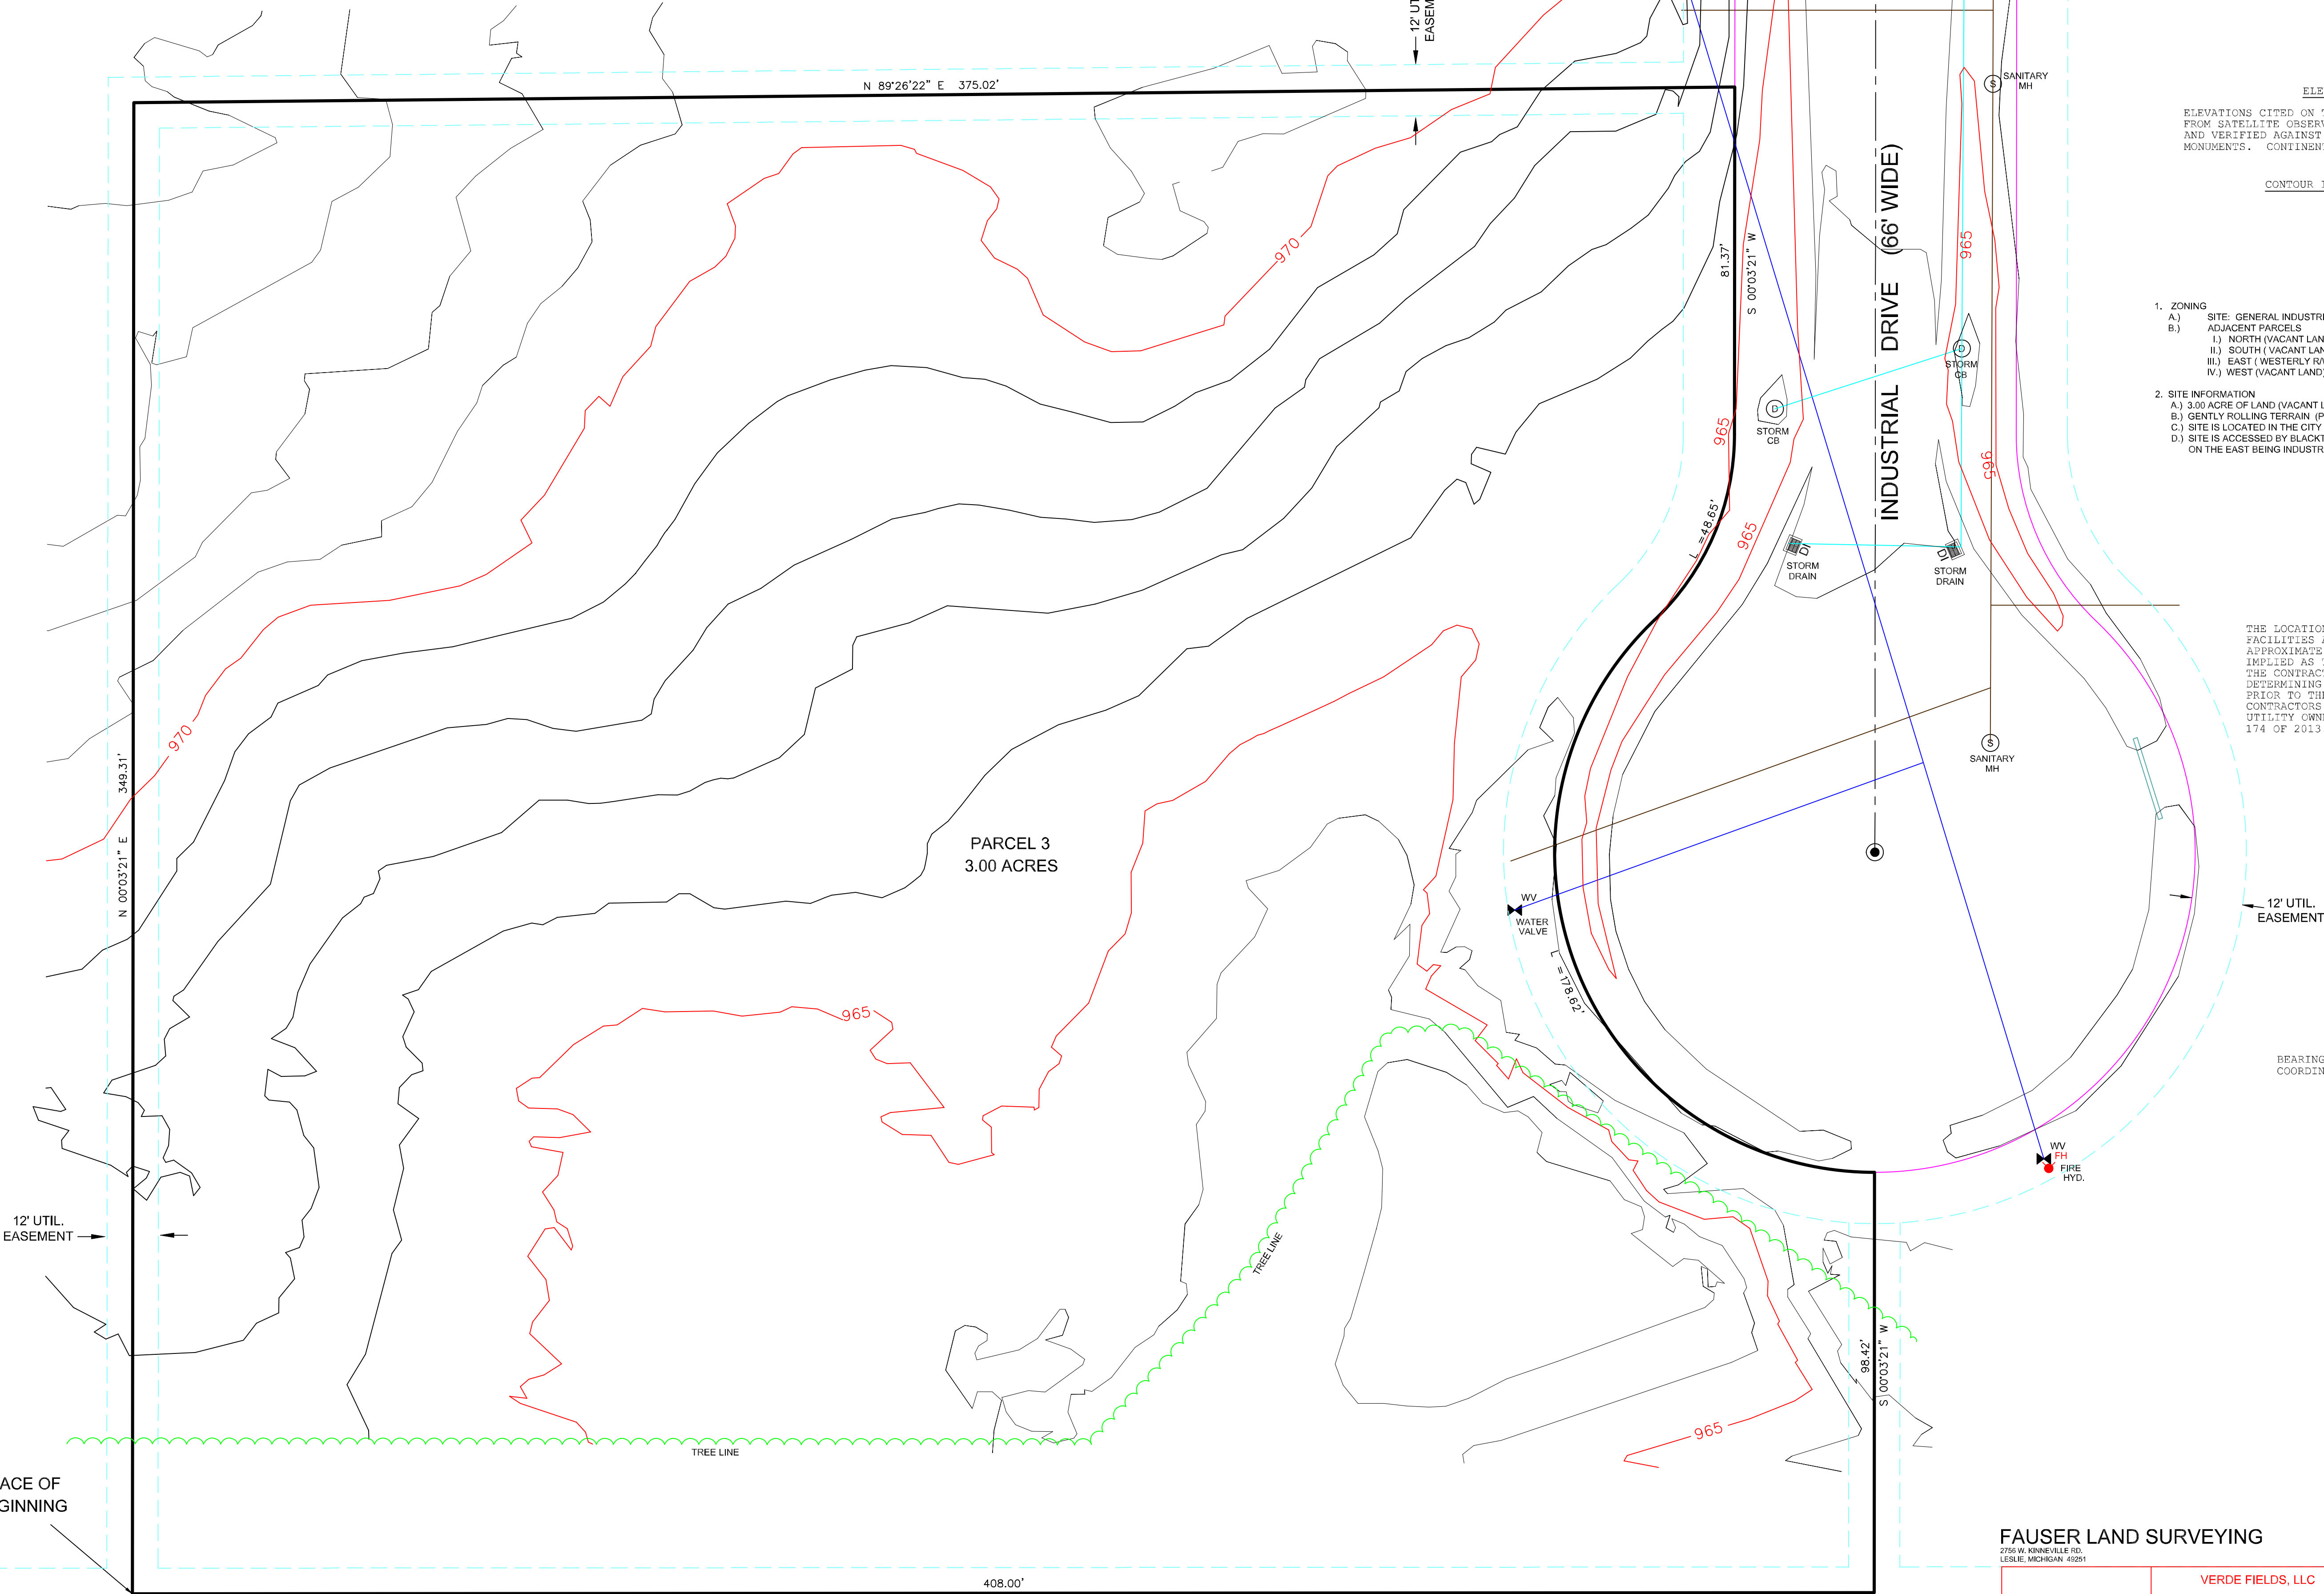 12' UT
EASEM
N 89°26'22" E 375.02'
SANITARY
MH
S
ELE
ELEVATIONS CITED ON
FROM SATELLITE OBSERV
AND VERIFIED AGAINST
MONUMENTS. CONTINEN
CONTOUR
INDUSTRIAL DRIVE (66' WIDE)
81.37'
S 00°03'21" W
970
965
1. ZONING
A.) SITE: GENERAL INDUSTR
B.) ADJACENT PARCELS
I.) NORTH (VACANT LAN
II.) SOUTH ( VACANT LAN
III.) EAST ( WESTERLY R/
IV.) WEST (VACANT LAND)
2. SITE INFORMATION
A.) 3.00 ACRE OF LAND (VACANT L
B.) GENTLY ROLLING TERRAIN (P
C.) SITE IS LOCATED IN THE CITY
D.) SITE IS ACCESSED BY BLACKT
ON THE EAST BEING INDUSTR
D
STORM
CB
D
STORM
CB
965
965
L =48.65'
965
DI
STORM
DRAIN
DI
STORM
DRAIN
THE LOCATION
FACILITIES A
APPROXIMATE
IMPLIED AS
THE CONTRACT
DETERMINING
PRIOR TO THE
CONTRACTORS
UTILITY OWNE
174 OF 2013
970
N 00°03'21" E 349.31'
S
SANITARY
MH
PARCEL 3
3.00 ACRES
WV
WATER
VALVE
12' UTIL.
EASEMENT
L =178.62'
965
BEARING
COORDIN
WV
FH
FIRE
HYD.
12' UTIL.
EASEMENT
TREE LINE
98.42'
S 00°03'21" W
965
TREE LINE
ACE OF
GINNING
FAUSER LAND SURVEYING
2756 W. KINNEVILLE RD.
LESLIE, MICHIGAN 49251
VERDE FIELDS, LLC
408.00'